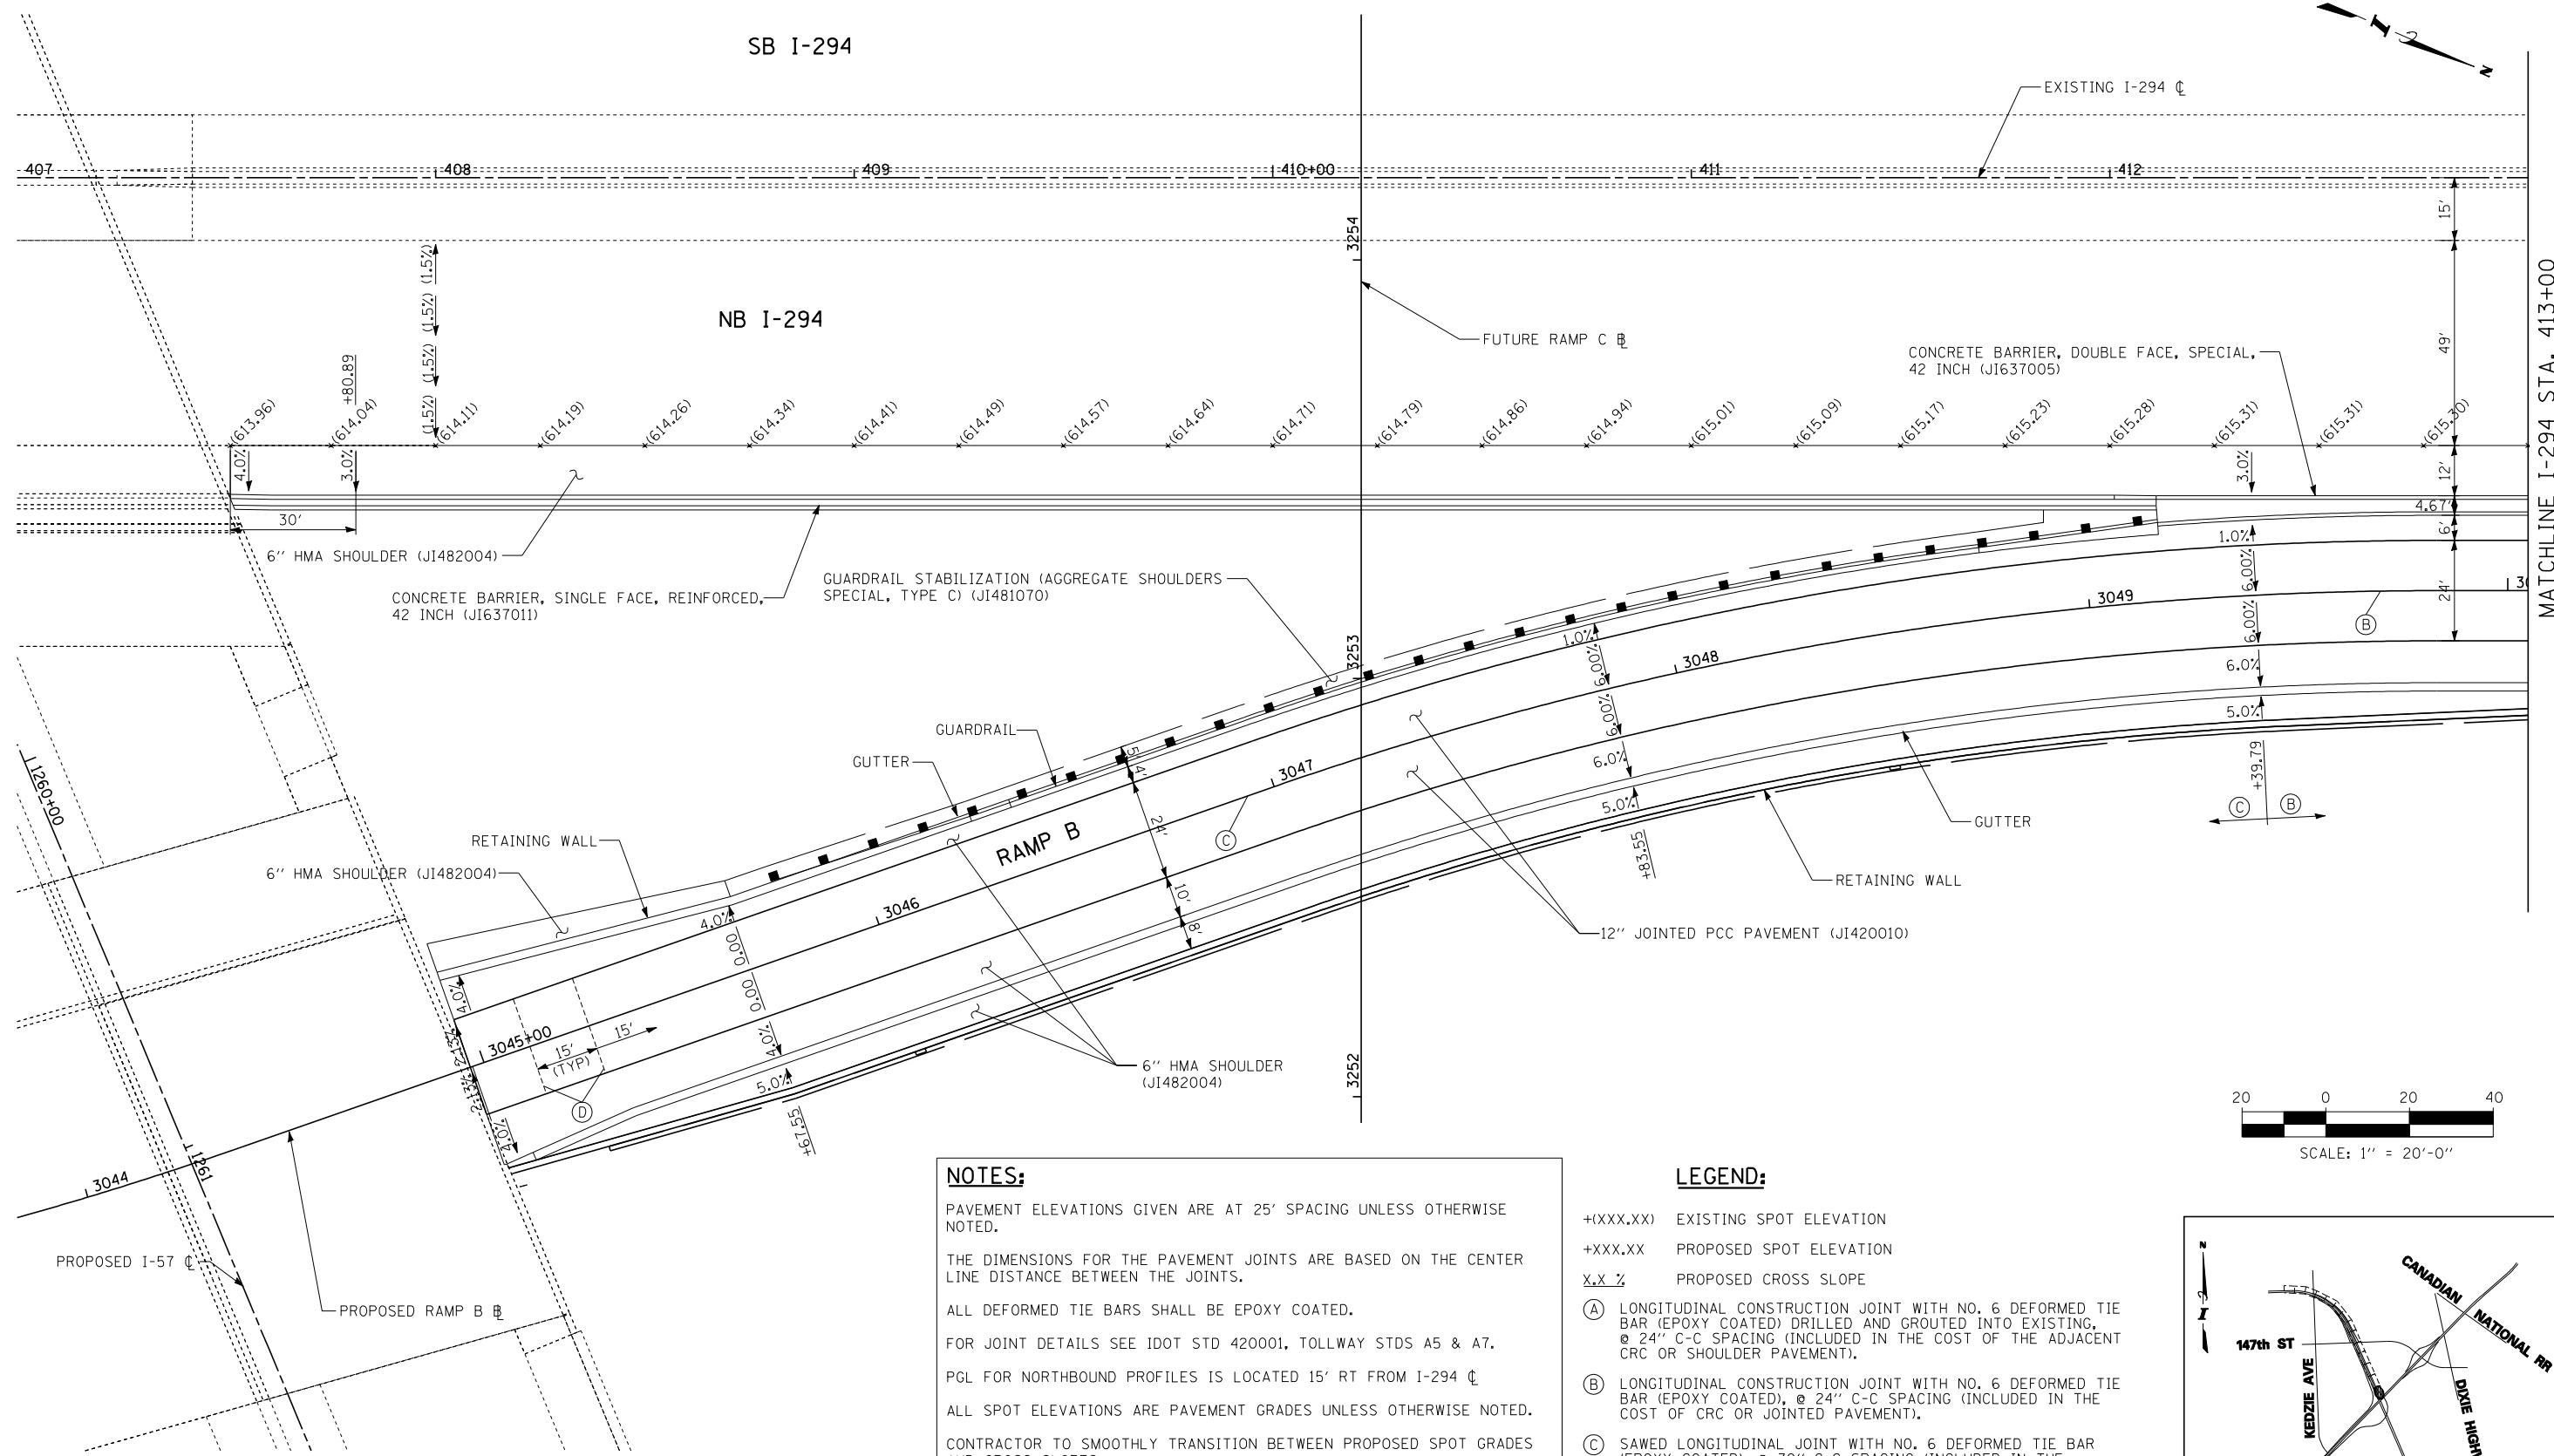 SB I-294
N
EXISTING I-294 ℄
407
408
409
410+00
411
412
15'
3254
(1.5%) (1.5%) (1.5%) (1.5%)
NB I-294
49'
MATCHLINE I-294 STA. 413+00
FUTURE RAMP C ⅊
CONCRETE BARRIER, DOUBLE FACE, SPECIAL,
42 INCH (JI637005)
+80.89
(613.96)
(614.04)
(614.11)
(614.19)
(614.26)
(614.34)
(614.41)
(614.49)
(614.57)
(614.64)
(614.71)
(614.79)
(614.86)
(614.94)
(615.01)
(615.09)
(615.17)
(615.23)
(615.28)
(615.31)
(615.31)
(615.30)
4.0%
3.0%
3.0%
12'
4.67'
6'
24'
30'
6" HMA SHOULDER (JI482004)
CONCRETE BARRIER, SINGLE FACE, REINFORCED,
42 INCH (JI637011)
GUARDRAIL STABILIZATION (AGGREGATE SHOULDERS
SPECIAL, TYPE C) (JI481070)
1.0%
6.00%
6.00%
6.0%
5.0%
+39.79
C
B
3049
B
1.0%
6.00%
6.00%
6.0%
5.0%
+83.55
3048
3253
3047
GUARDRAIL
GUTTER
5'
4'
24'
10'
8'
RAMP B
C
GUTTER
RETAINING WALL
RETAINING WALL
6" HMA SHOULDER (JI482004)
12" JOINTED PCC PAVEMENT (JI420010)
3046
4.0%
0.00
0.00
4.0%
5.0%
+67.55
1260+00
4.0%
2.13%
2.13%
4.0%
3045+00
15'
(TYP)
15'
D
6" HMA SHOULDER
(JI482004)
3252
3044
1261
PROPOSED I-57 ℄
PROPOSED RAMP B ⅊
20 0 20 40
SCALE: 1" = 20'-0"
NOTES:
PAVEMENT ELEVATIONS GIVEN ARE AT 25' SPACING UNLESS OTHERWISE
NOTED.
THE DIMENSIONS FOR THE PAVEMENT JOINTS ARE BASED ON THE CENTER
LINE DISTANCE BETWEEN THE JOINTS.
ALL DEFORMED TIE BARS SHALL BE EPOXY COATED.
FOR JOINT DETAILS SEE IDOT STD 420001, TOLLWAY STDS A5 & A7.
PGL FOR NORTHBOUND PROFILES IS LOCATED 15' RT FROM I-294 ℄
ALL SPOT ELEVATIONS ARE PAVEMENT GRADES UNLESS OTHERWISE NOTED.
CONTRACTOR TO SMOOTHLY TRANSITION BETWEEN PROPOSED SPOT GRADES
LEGEND:
+(XXX.XX) EXISTING SPOT ELEVATION
+XXX.XX PROPOSED SPOT ELEVATION
X.X % PROPOSED CROSS SLOPE
A LONGITUDINAL CONSTRUCTION JOINT WITH NO. 6 DEFORMED TIE
BAR (EPOXY COATED) DRILLED AND GROUTED INTO EXISTING,
@ 24" C-C SPACING (INCLUDED IN THE COST OF THE ADJACENT
CRC OR SHOULDER PAVEMENT).
B LONGITUDINAL CONSTRUCTION JOINT WITH NO. 6 DEFORMED TIE
BAR (EPOXY COATED), @ 24" C-C SPACING (INCLUDED IN THE
COST OF CRC OR JOINTED PAVEMENT).
C SAWED LONGITUDINAL JOINT WITH NO. 6 DEFORMED TIE BAR
N
CANADIAN NATIONAL RR
147th ST
KEDZIE AVE
DIXIE